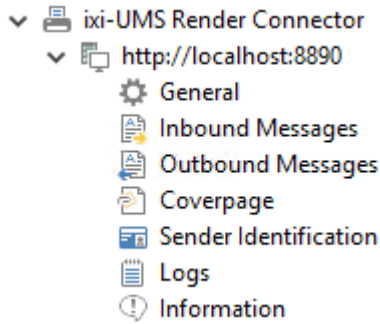 ixi-UMS Render Connector
http://localhost:8890
General
Inbound Messages
Outbound Messages
Coverpage
Sender Identification
Logs
Information